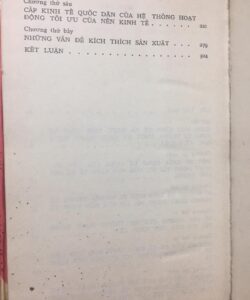 Chương thứ sáu
CẤP KINH TẾ QUỐC DÂN CỦA HỆ THỐNG HOẠT
ĐỘNG TỐI ƯU CỦA NỀN KINH TẾ . . . . . .
Chương thứ bảy
NHỮNG VẤN ĐỀ KÍCH THÍCH SẢN XUẤT . . . 279
KẾT LUẬN . . . . . . . . .